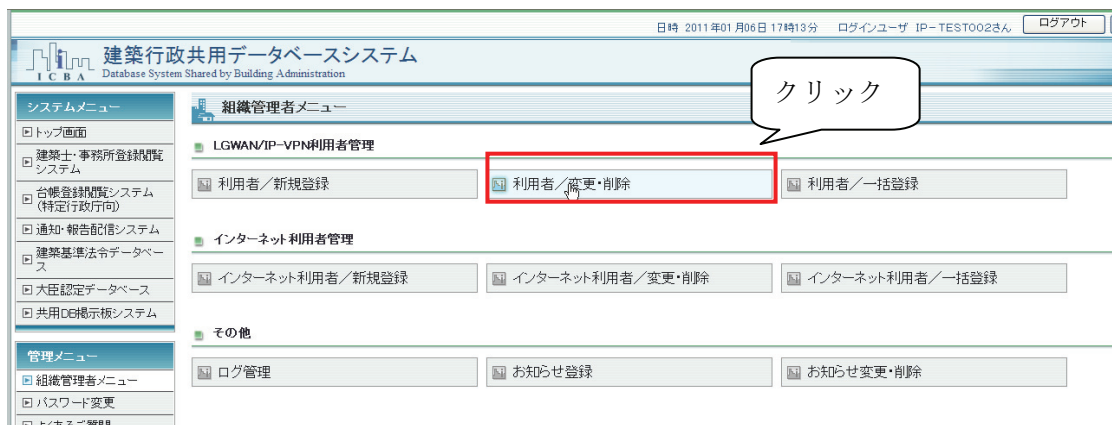 日時 2011年01月06日 17時13分 ログインユーザ IP-TEST002さん ログアウト
建築行政共用データベースシステム
ICBA Database System Shared by Building Administration
クリック
システムメニュー
トップ画面
建築士・事務所登録閲覧
システム
台帳登録閲覧システム
(特定行政庁向)
通知・報告配信システム
建築基準法令データベー
ス
大臣認定データベース
共用DB掲示板システム
管理メニュー
組織管理者メニュー
パスワード変更
よくあるご質問
組織管理者メニュー
LGWAN/IP-VPN利用者管理
利用者/新規登録 利用者/変更・削除 利用者/一括登録
インターネット利用者管理
インターネット利用者/新規登録 インターネット利用者/変更・削除 インターネット利用者/一括登録
その他
ログ管理 お知らせ登録 お知らせ変更・削除